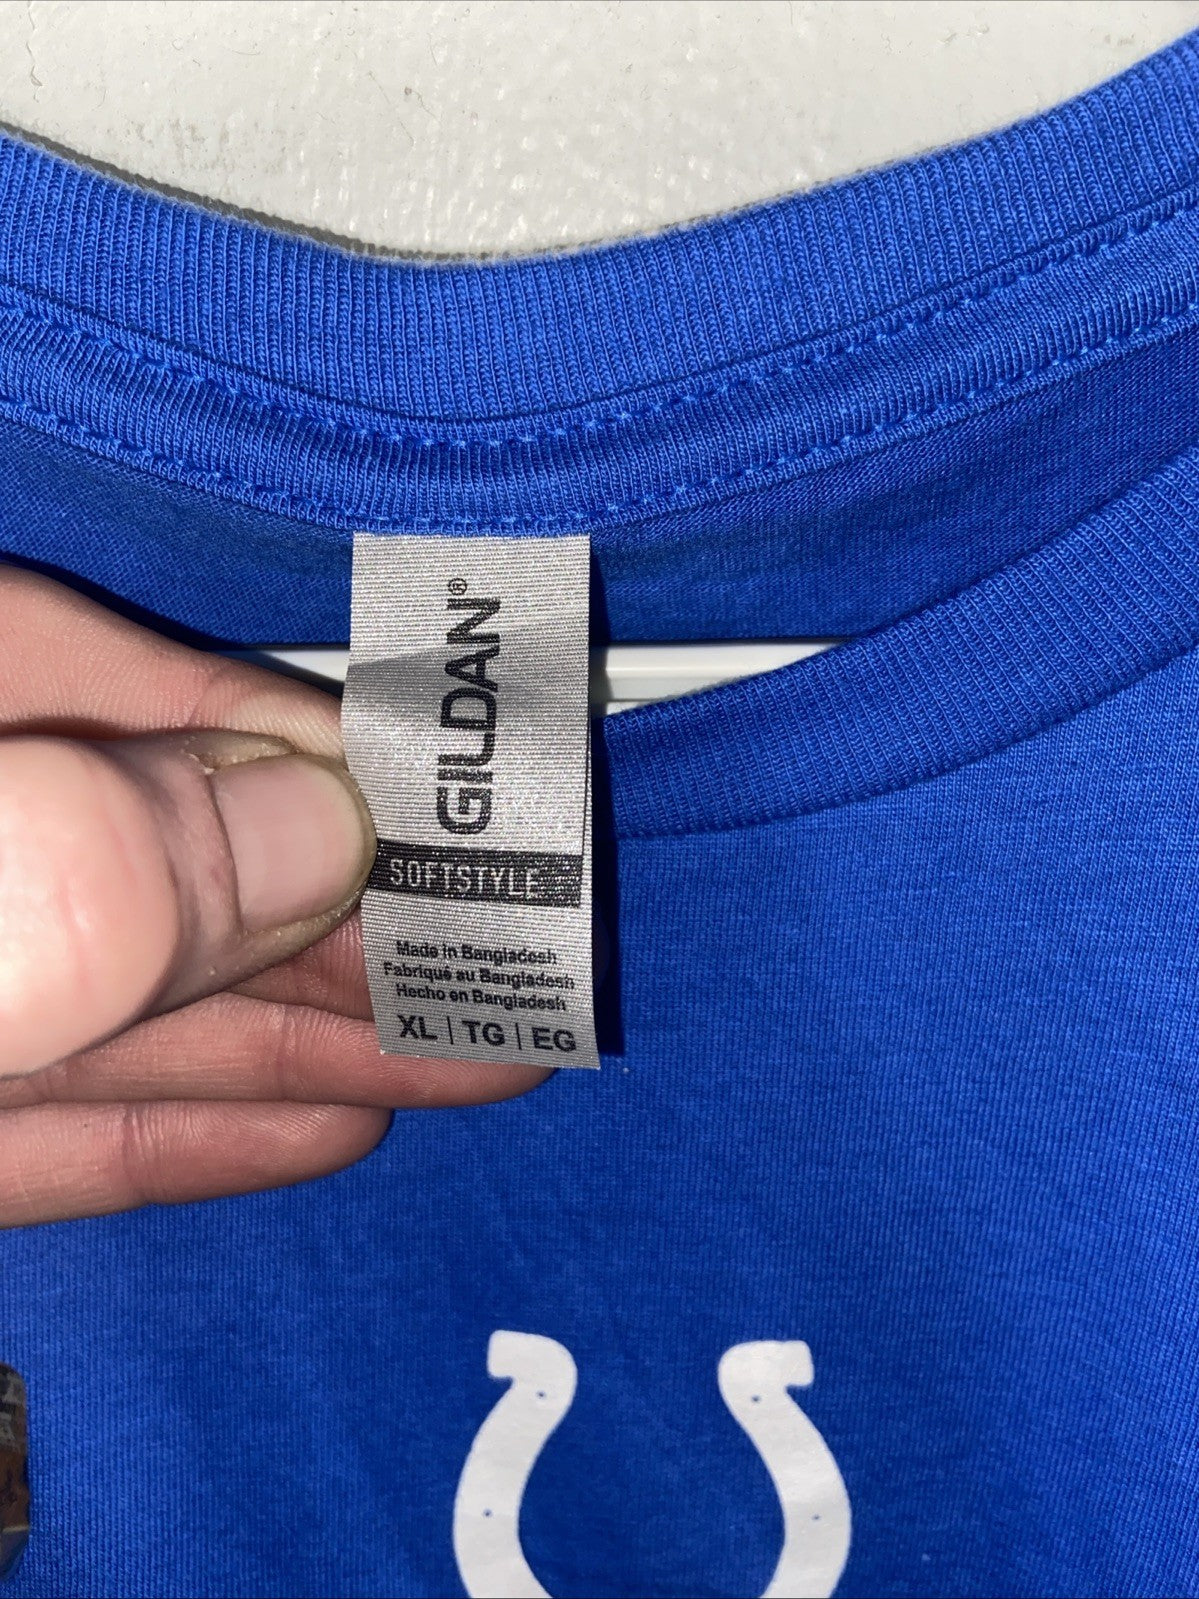 GILDAN®
SOFTSTYLE
Made in Bangladesh
Fabriqué au Bangladesh
Hecho en Bangladesh
XL | TG | EG